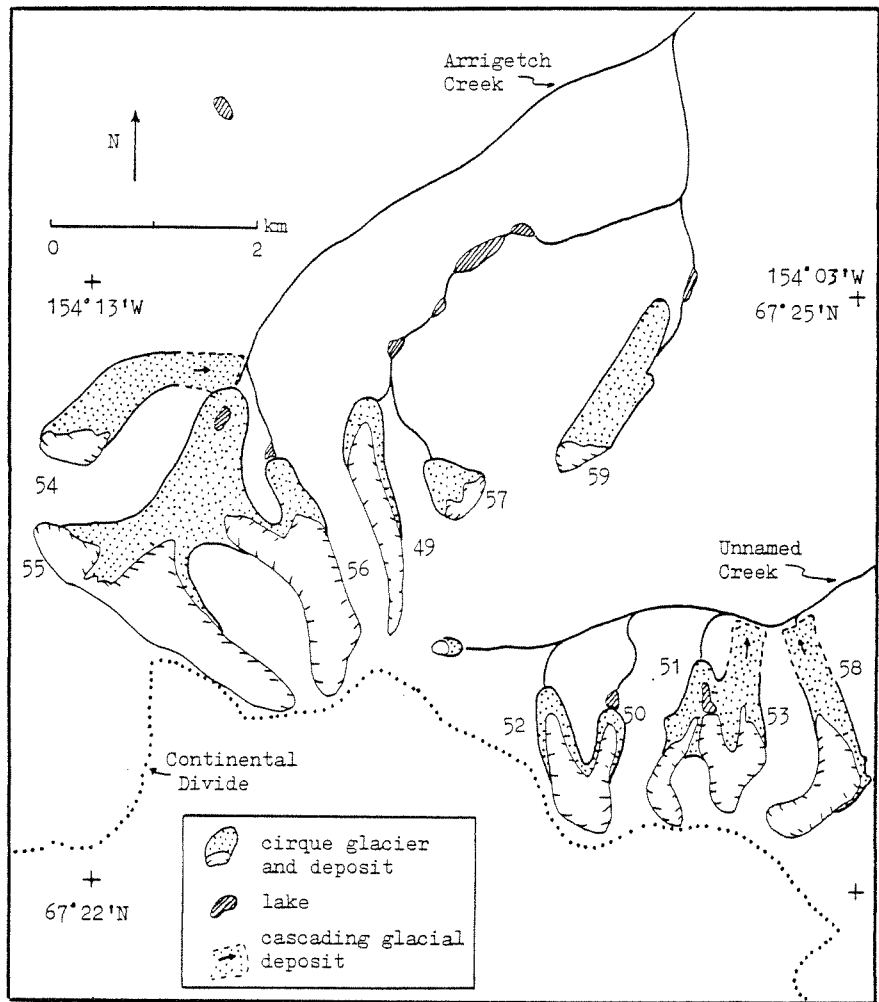 Arrigetch
Creek
N
km
0 2
154°13'W
154°03'W
67°25'N
54
59
57
49
56
55
Unnamed
Creek
51
58
52
50
53
Continental
Divide
cirque glacier
and deposit
lake
cascading glacial
deposit
67°22'N